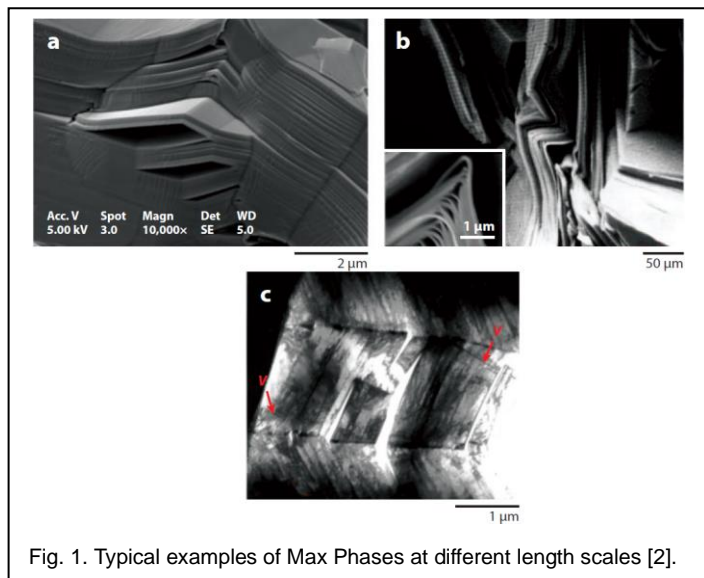 a
Acc. V Spot Magn Det WD
5.00 kV 3.0 10,000× SE 5.0
2 µm
b
1 µm
50 µm
c
V
V
1 µm
Fig. 1. Typical examples of Max Phases at different length scales [2].